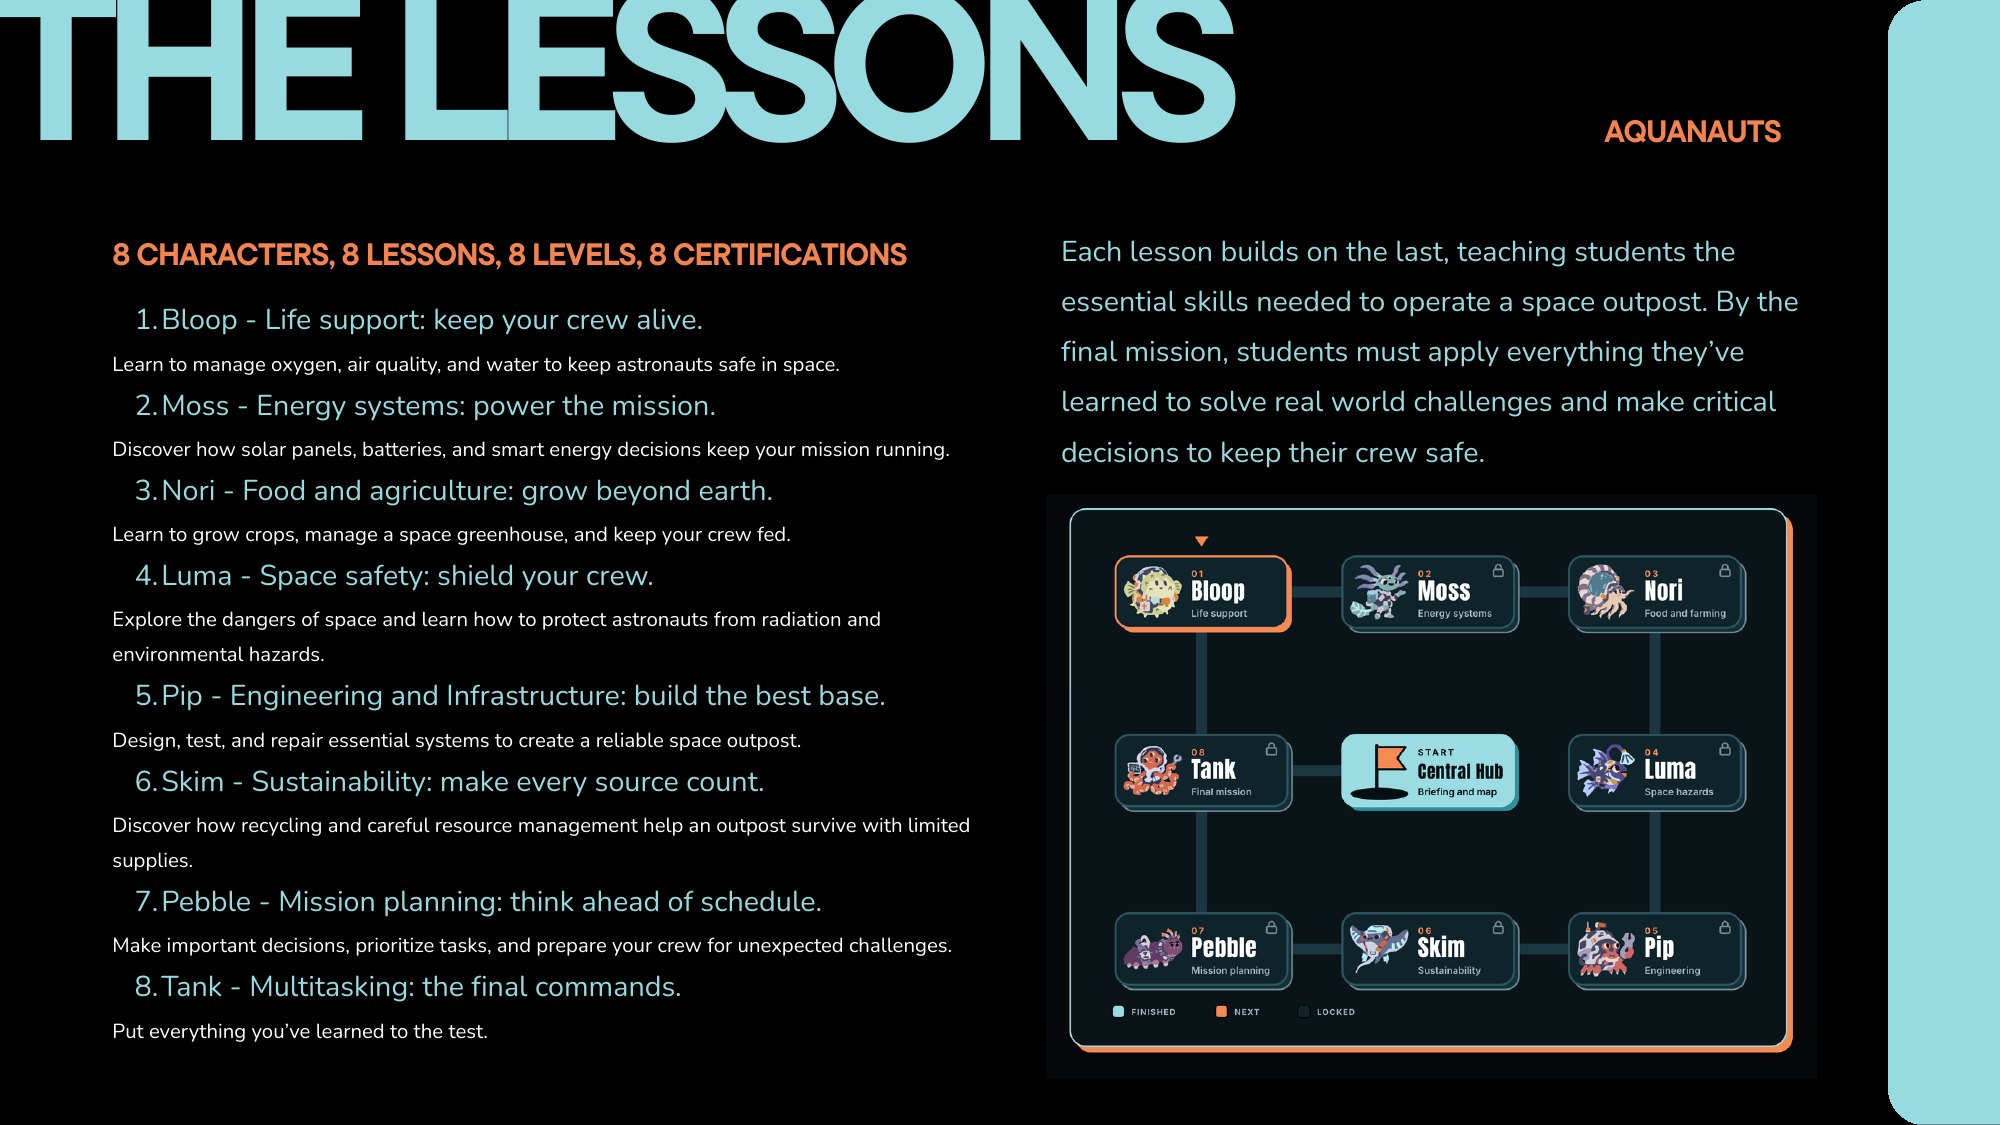 THE LESSONS
AQUANAUTS
8 CHARACTERS, 8 LESSONS, 8 LEVELS, 8 CERTIFICATIONS
1. Bloop - Life support: keep your crew alive.
Learn to manage oxygen, air quality, and water to keep astronauts safe in space.
2. Moss - Energy systems: power the mission.
Discover how solar panels, batteries, and smart energy decisions keep your mission running.
3. Nori - Food and agriculture: grow beyond earth.
Learn to grow crops, manage a space greenhouse, and keep your crew fed.
4. Luma - Space safety: shield your crew.
Explore the dangers of space and learn how to protect astronauts from radiation and
environmental hazards.
5. Pip - Engineering and Infrastructure: build the best base.
Design, test, and repair essential systems to create a reliable space outpost.
6. Skim - Sustainability: make every source count.
Discover how recycling and careful resource management help an outpost survive with limited
supplies.
7. Pebble - Mission planning: think ahead of schedule.
Make important decisions, prioritize tasks, and prepare your crew for unexpected challenges.
8. Tank - Multitasking: the final commands.
Put everything you’ve learned to the test.
Each lesson builds on the last, teaching students the
essential skills needed to operate a space outpost. By the
final mission, students must apply everything they’ve
learned to solve real world challenges and make critical
decisions to keep their crew safe.
01
Bloop
Life support
02
Moss
Energy systems
03
Nori
Food and farming
08
Tank
Final mission
START
Central Hub
Briefing and map
04
Luma
Space hazards
07
Pebble
Mission planning
06
Skim
Sustainability
05
Pip
Engineering
FINISHED
NEXT
LOCKED